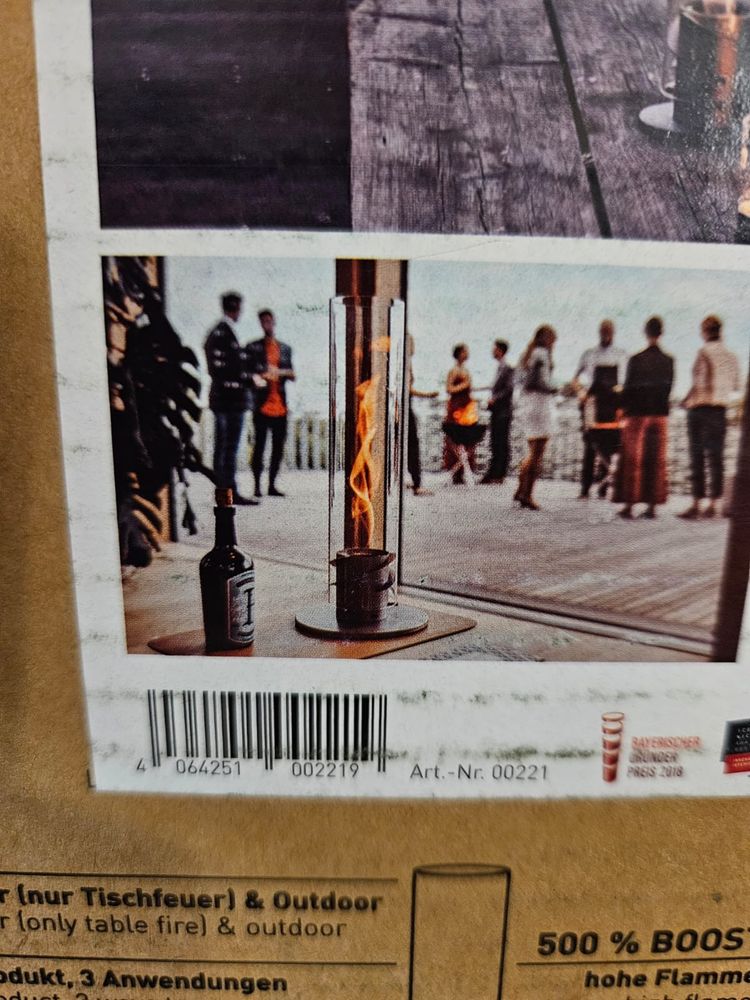 4 064251 002219 Art.-Nr. 00221
BAYERISCHER
GRÜNDER
PREIS 2018
r (nur Tischfeuer) & Outdoor
r (only table fire) & outdoor
500 % BOOS
odukt, 3 Anwendungen
hohe Flamme